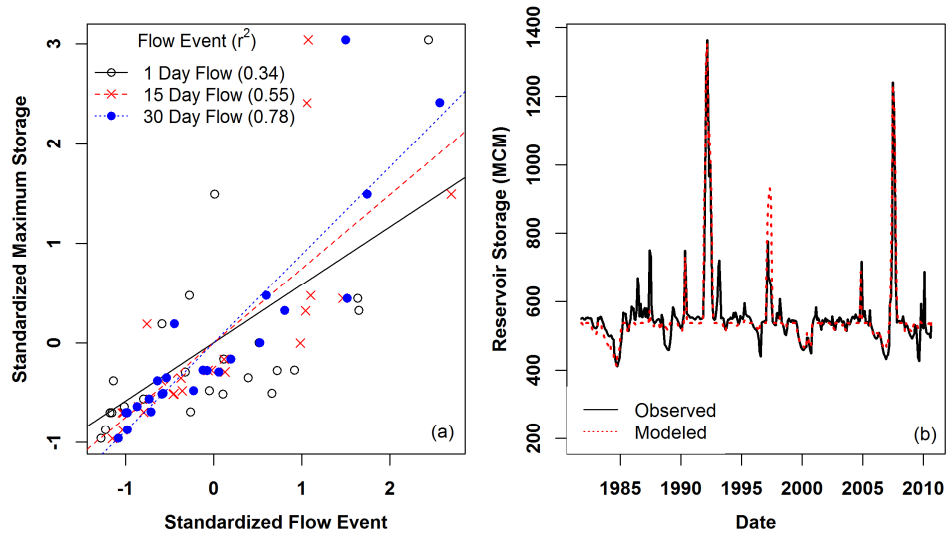 Flow Event (r²)
1 Day Flow (0.34)
15 Day Flow (0.55)
30 Day Flow (0.78)
Standardized Maximum Storage
3
2
1
0
-1
-1
0
1
2
(a)
Standardized Flow Event
Reservoir Storage (MCM)
1400
1200
1000
800
600
400
200
Observed
Modeled
(b)
1985
1990
1995
2000
2005
2010
Date